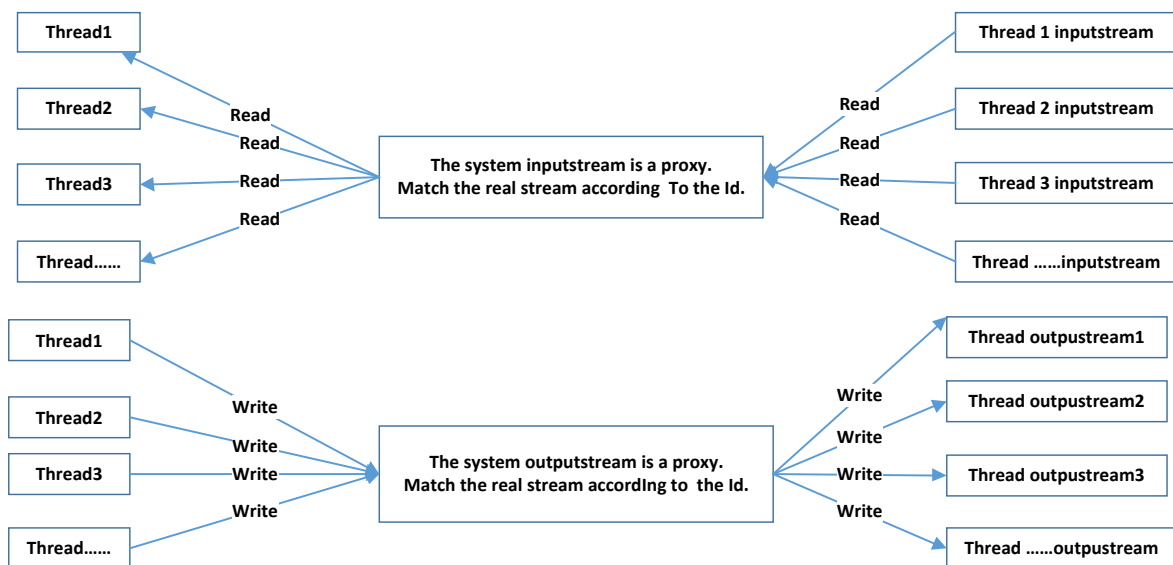 Thread1
Thread 1 inputstream
Thread2
Read
Read
Thread 2 inputstream
Read
Read
The system inputstream is a proxy.
Match the real stream according  To the Id.
Thread3
Read
Read
Thread 3 inputstream
Read
Read
Thread……
Thread ……inputstream
Thread1
Thread outpustream1
Thread2
Write
Write
Thread outpustream2
Write
Write
The system outputstream is a proxy.
Match the real stream accordIng to  the Id.
Thread3
Write
Write
Thread outpustream3
Write
Write
Thread……
Thread ……outpustream